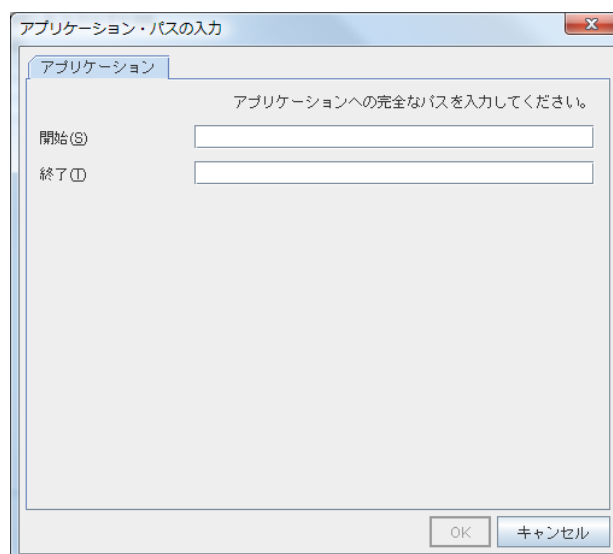 アプリケーション・パスの入力
アプリケーション
アプリケーションへの完全なパスを入力してください。
開始(S)
終了(T)
OK
キャンセル